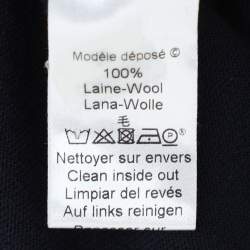 Modèle déposé ©
100%
Laine-Wool
Lana-Wolle
毛
P
Nettoyer sur envers
Clean inside out
Limpiar del revés
Auf links reinigen